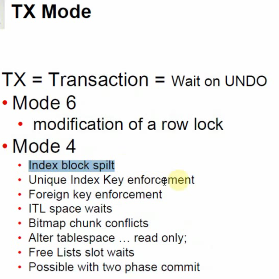 TX Mode
TX = Transaction = Wait on UNDO
• Mode 6
• modification of a row lock
• Mode 4
• Index block spilt
• Unique Index Key enforcement
• Foreign key enforcement
• ITL space waits
• Bitmap chunk conflicts
• Alter tablespace ... read only;
• Free Lists slot waits
• Possible with two phase commit